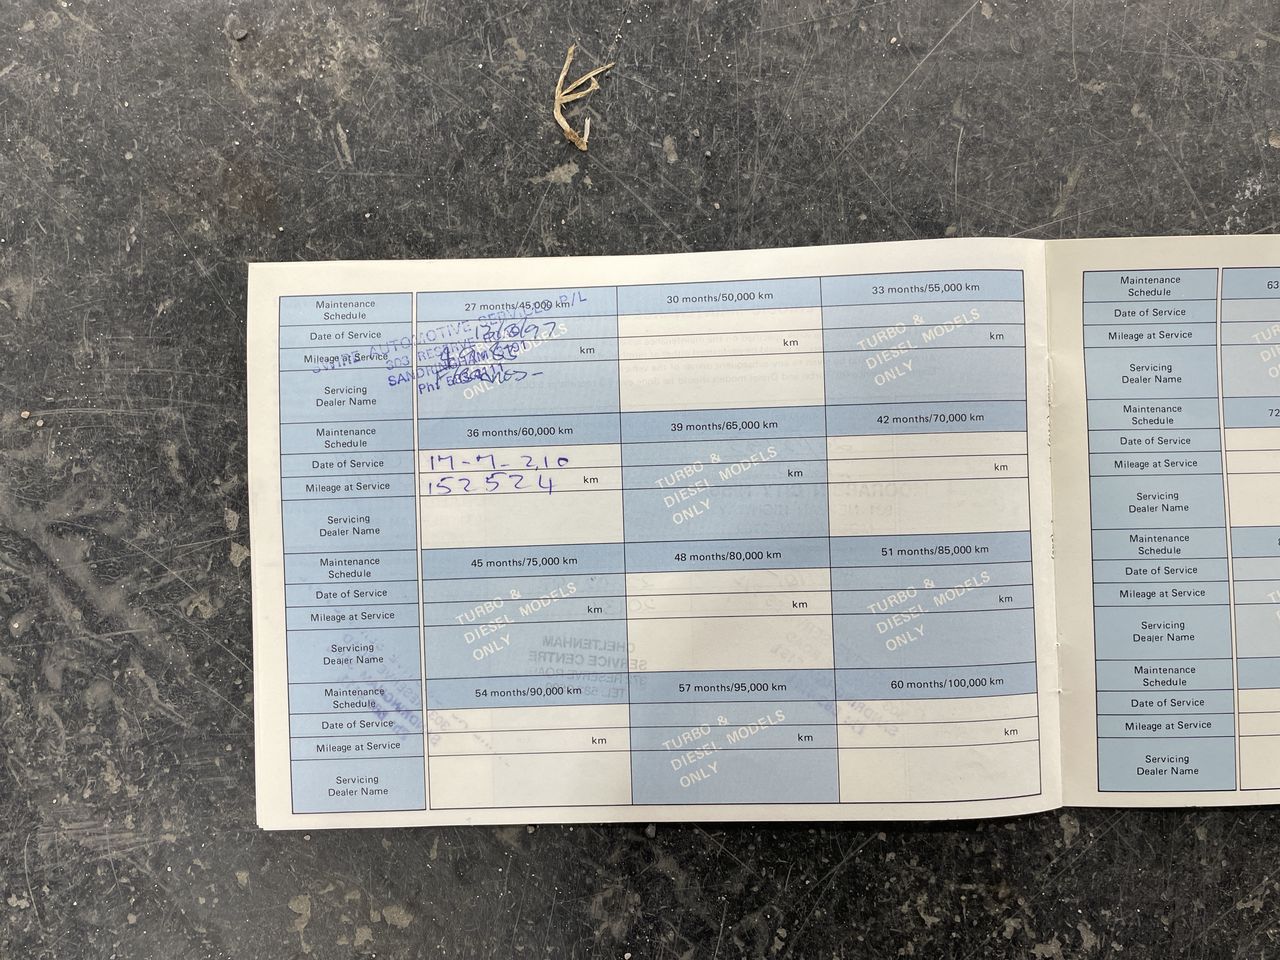 Maintenance Schedule 27 months/45,000 km 30 months/50,000 km 33 months/55,000 km
Date of Service
Mileage at Service km km km
Servicing Dealer Name
AUTOMOTIVE SERVICES P/L
303 RESERVE
SANDRINGHAM
TURBO & DIESEL MODELS ONLY
TURBO & DIESEL MODELS ONLY
Maintenance Schedule 36 months/60,000 km 39 months/65,000 km 42 months/70,000 km
Date of Service 17-7-210
Mileage at Service 152524 km km km
Servicing Dealer Name
TURBO & DIESEL MODELS ONLY
Maintenance Schedule 45 months/75,000 km 48 months/80,000 km 51 months/85,000 km
Date of Service
Mileage at Service km km km
Servicing Dealer Name
TURBO & DIESEL MODELS ONLY
TURBO & DIESEL MODELS ONLY
Maintenance Schedule 54 months/90,000 km 57 months/95,000 km 60 months/100,000 km
Date of Service
Mileage at Service km km km
Servicing Dealer Name
TURBO & DIESEL MODELS ONLY
Maintenance Schedule 63
Date of Service
Mileage at Service
Servicing Dealer Name
Maintenance Schedule 72
Date of Service
Mileage at Service
Servicing Dealer Name
Maintenance Schedule
Date of Service
Mileage at Service
Servicing Dealer Name
Maintenance Schedule
Date of Service
Mileage at Service
Servicing Dealer Name